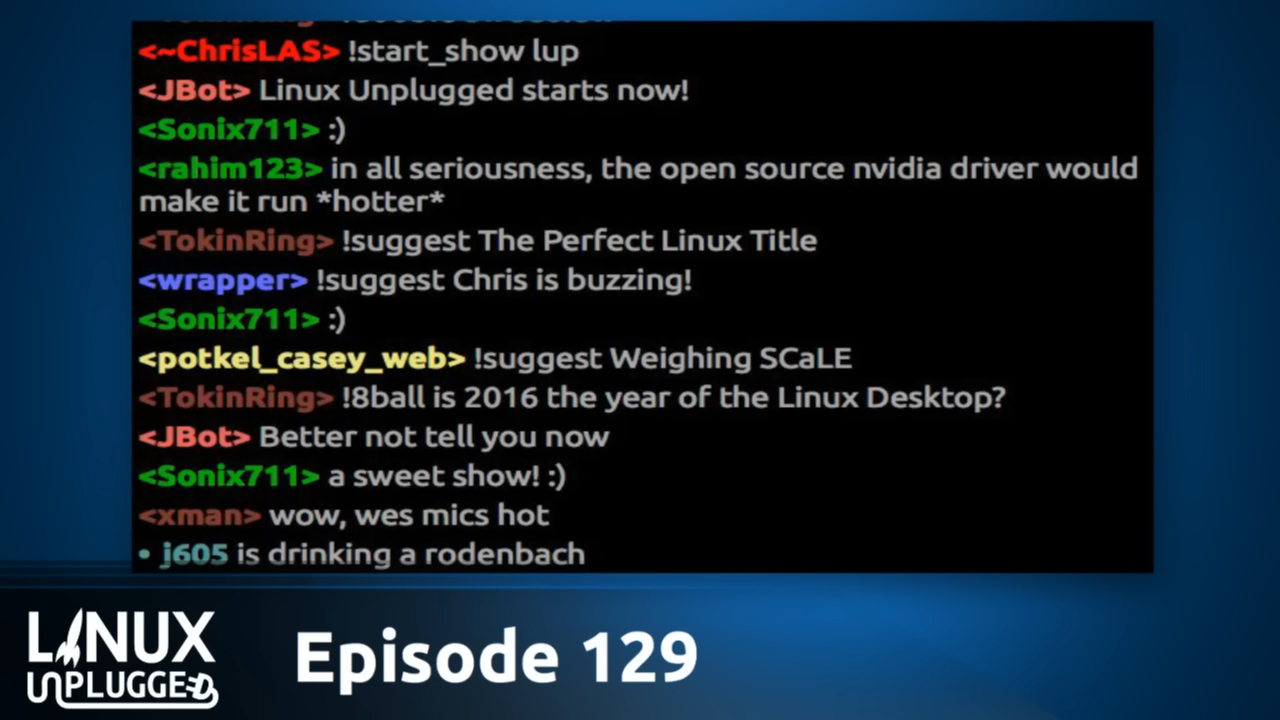 <~ChrisLAS> !start_show lup
<JBot> Linux Unplugged starts now!
<Sonix711> :)
<rahim123> in all seriousness, the open source nvidia driver would
make it run *hotter*
<TokinRing> !suggest The Perfect Linux Title
<wrapper> !suggest Chris is buzzing!
<Sonix711> :)
<potkel_casey_web> !suggest Weighing SCaLE
<TokinRing> !8ball is 2016 the year of the Linux Desktop?
<JBot> Better not tell you now
<Sonix711> a sweet show! :)
<xman> wow, wes mics hot
• j605 is drinking a rodenbach
LINUX
UNPLUGGED
Episode 129